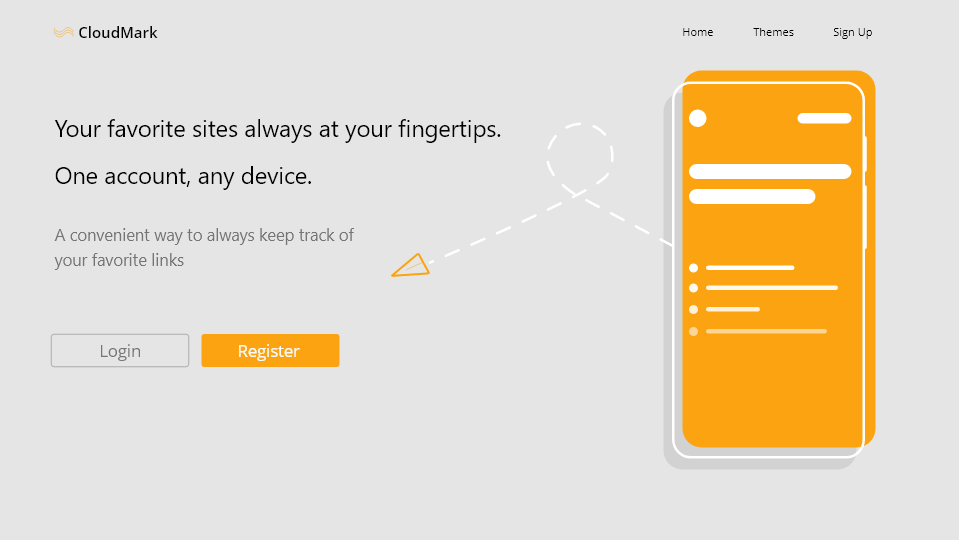 CloudMark
Home
Themes
Sign Up
Your favorite sites always at your fingertips.
One account, any device.
A convenient way to always keep track of
your favorite links
Login
Register